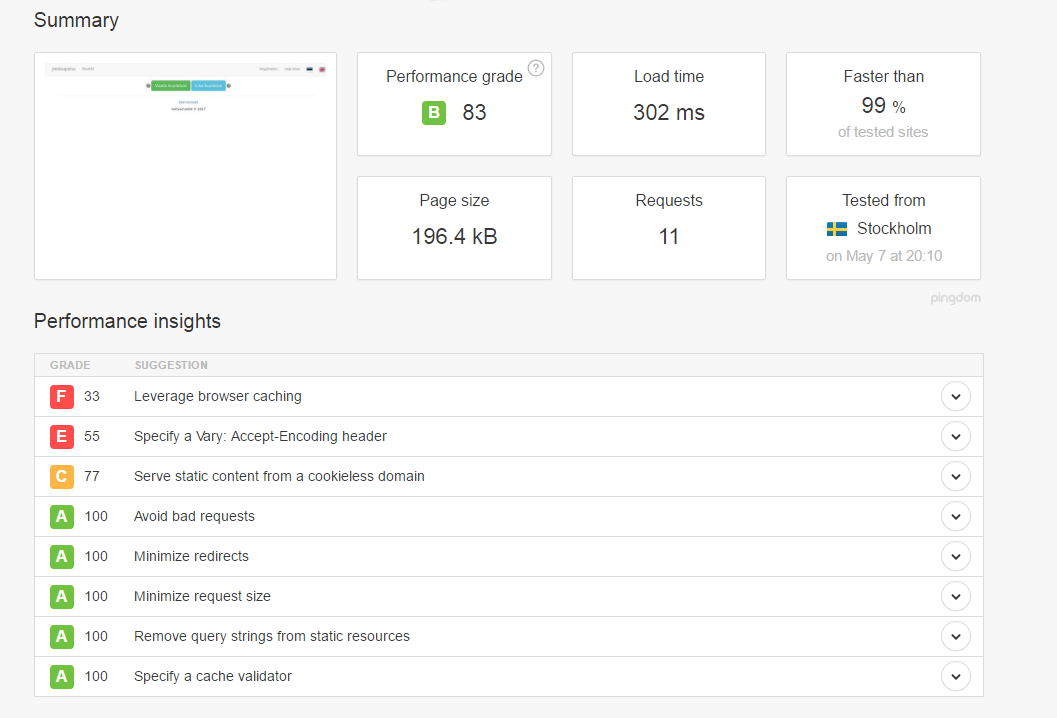 Summary
Performance grade ?
B 83
Load time
302 ms
Faster than
99 %
of tested sites
Page size
196.4 kB
Requests
11
Tested from
Stockholm
on May 7 at 20:10
pingdom
Performance insights
GRADE SUGGESTION
F 33 Leverage browser caching
E 55 Specify a Vary: Accept-Encoding header
C 77 Serve static content from a cookieless domain
A 100 Avoid bad requests
A 100 Minimize redirects
A 100 Minimize request size
A 100 Remove query strings from static resources
A 100 Specify a cache validator